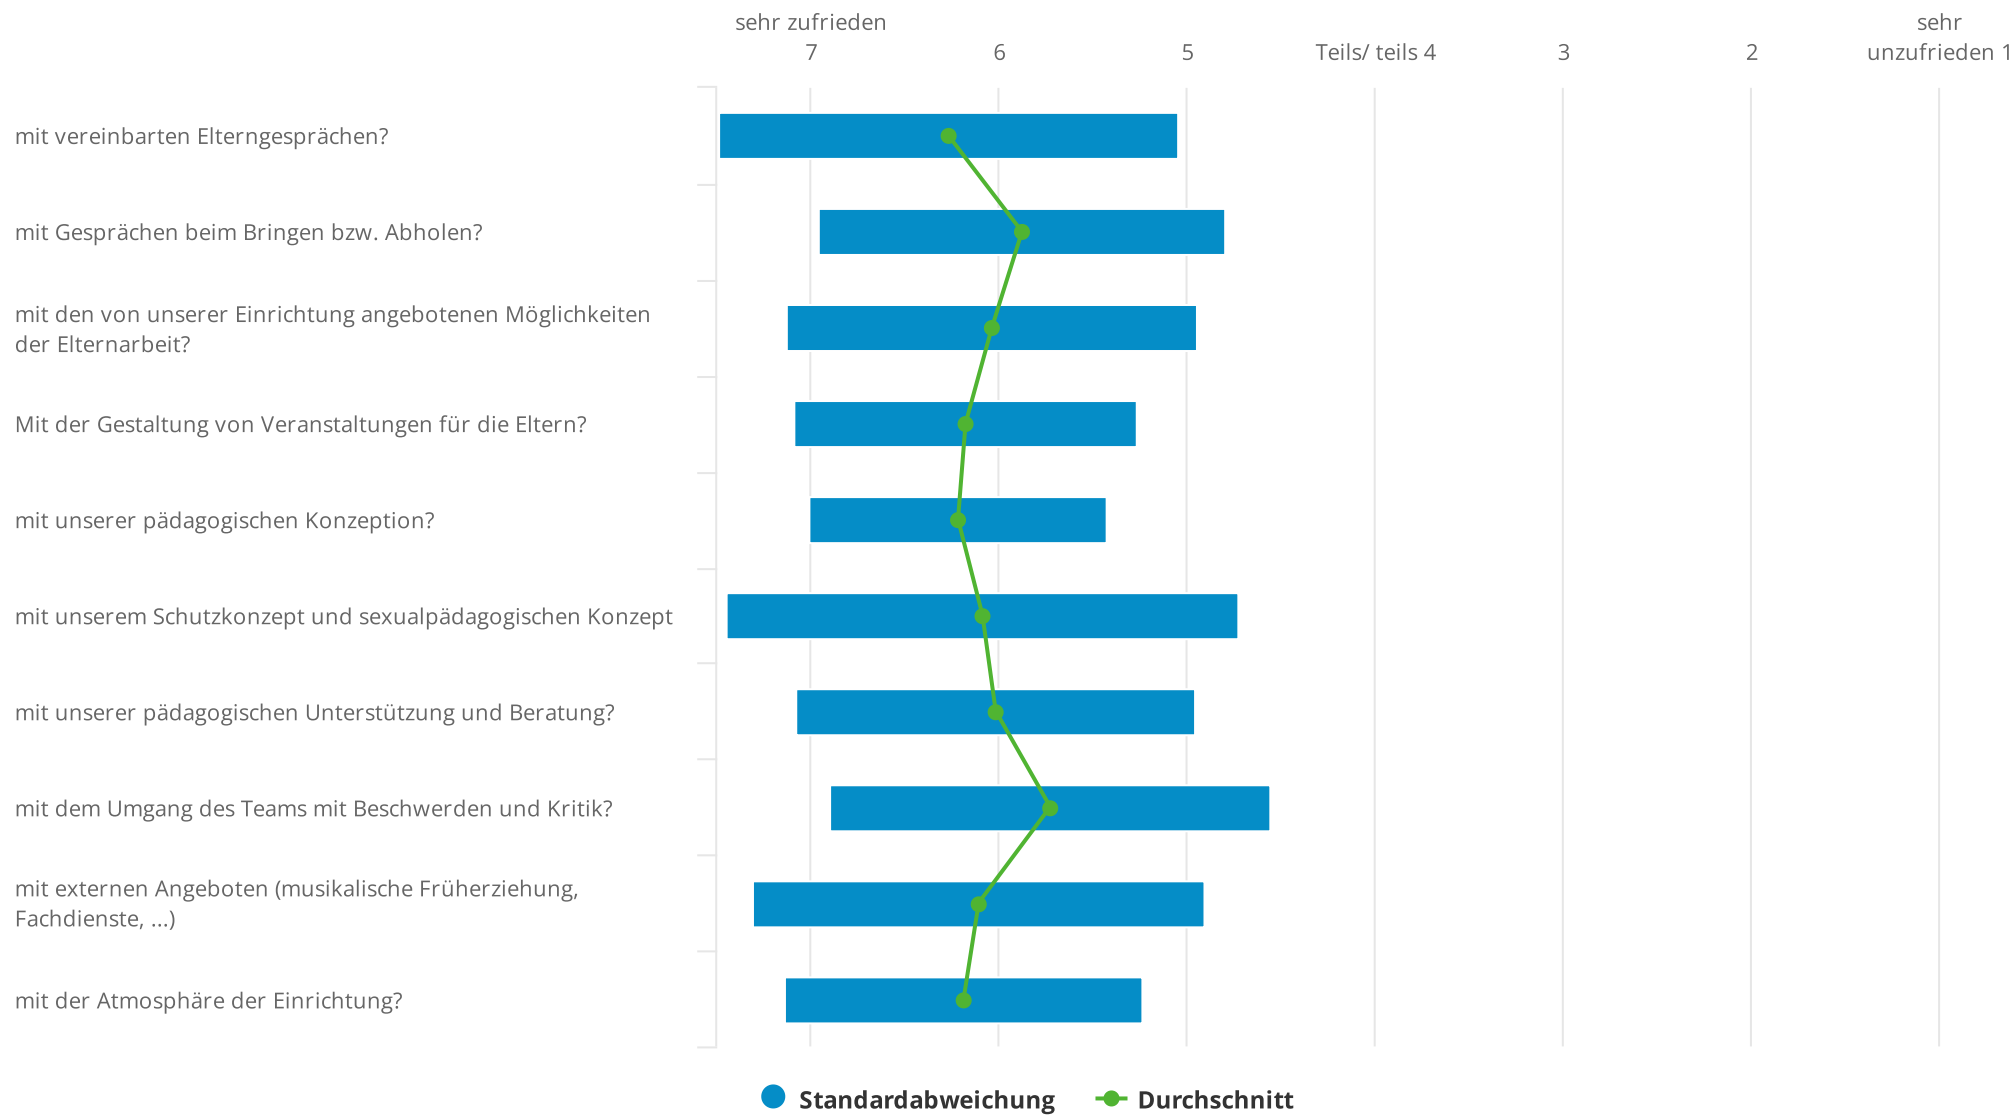 sehr zufrieden
7
6
5
Teils/ teils 4
3
2
sehr
unzufrieden 1
mit vereinbarten Elterngesprächen?
mit Gesprächen beim Bringen bzw. Abholen?
mit den von unserer Einrichtung angebotenen Möglichkeiten
der Elternarbeit?
Mit der Gestaltung von Veranstaltungen für die Eltern?
mit unserer pädagogischen Konzeption?
mit unserem Schutzkonzept und sexualpädagogischen Konzept
mit unserer pädagogischen Unterstützung und Beratung?
mit dem Umgang des Teams mit Beschwerden und Kritik?
mit externen Angeboten (musikalische Früherziehung,
Fachdienste, ...)
mit der Atmosphäre der Einrichtung?
Standardabweichung
Durchschnitt